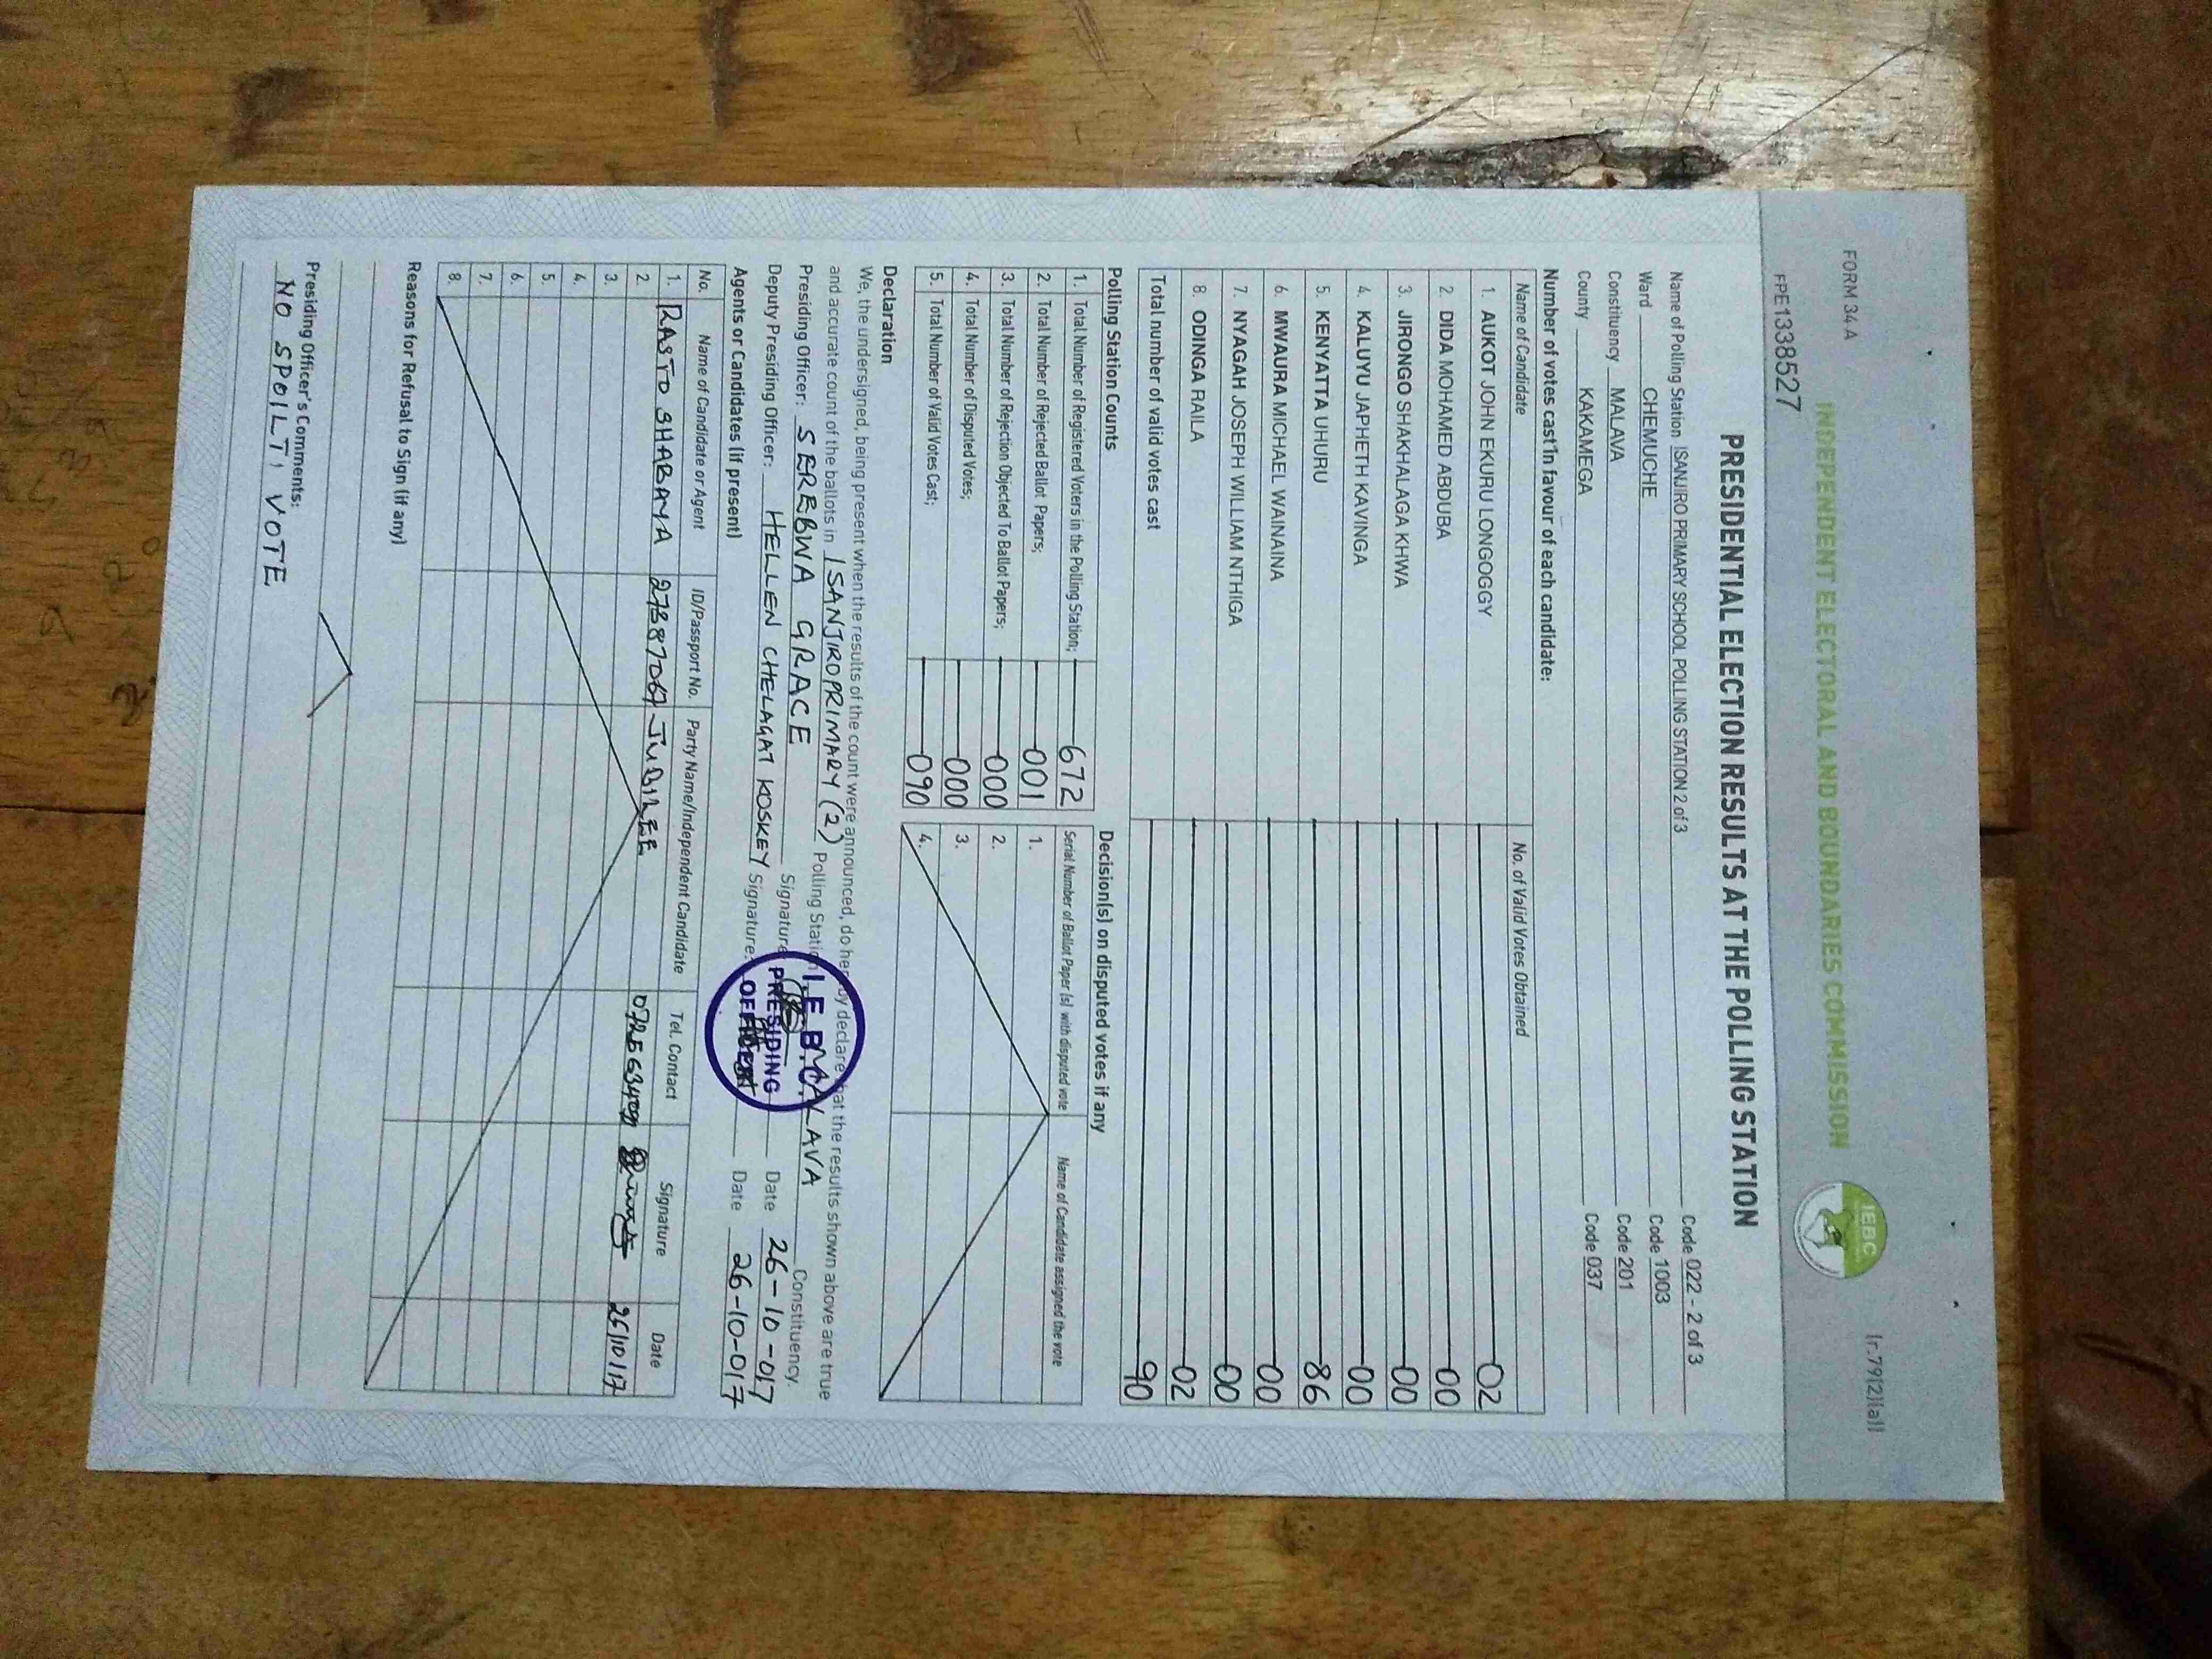 FORM 34 A
(r.79(2)(a))
INDEPENDENT ELECTORAL AND BOUNDARIES COMMISSION
IEBC
FPE1338527
PRESIDENTIAL ELECTION RESULTS AT THE POLLING STATION
Name of Polling Station ISANJIRO PRIMARY SCHOOL POLLING STATION 2 of 3 Code 022 - 2 of 3
Ward CHEMUCHE Code 1003
Constituency MALAVA Code 201
County KAKAMEGA Code 037
Number of votes cast in favour of each candidate:
Name of Candidate No. of Valid Votes Obtained
1. AUKOT JOHN EKURU LONGOGGY 02
2. DIDA MOHAMED ABDUBA 00
3. JIRONGO SHAKHALAGA KHWA 00
4. KALUYU JAPHETH KAVINGA 00
5. KENYATTA UHURU 86
6. MWAURA MICHAEL WAINAINA 00
7. NYAGAH JOSEPH WILLIAM NTHIGA 00
8. ODINGA RAILA 02
Total number of valid votes cast 90
Polling Station Counts
1. Total Number of Registered Voters in the Polling Station; 672
2. Total Number of Rejected Ballot Papers; 001
3. Total Number of Rejection Objected To Ballot Papers; 000
4. Total Number of Disputed Votes; 000
5. Total Number of Valid Votes Cast; 090
Decision(s) on disputed votes if any
Serial Number of Ballot Paper (s) with disputed vote Name of Candidate assigned the vote
1.
2.
3.
4.
Declaration
We, the undersigned, being present when the results of the count were announced, do hereby declare that the results shown above are true
and accurate count of the ballots in ISANJIRO PRIMARY (2) Polling Station MALAVA Constituency.
Presiding Officer: SEREBWA GRACE Signature Date 26-10-017
Deputy Presiding Officer: HELLEN CHELAGAT KOSKEY Signature: Date 26-10-017
I.E.B.C.
PRESIDING
OFFICER
Agents or Candidates (if present)
No. Name of Candidate or Agent ID/Passport No. Party Name/Independent Candidate Tel. Contact Signature Date
1. RASTO SHABAYA JUBILEE 26/10/17
2.
3.
4.
5.
6.
7.
8.
Reasons for Refusal to Sign (if any)
Presiding Officer's Comments:
NO SPOILT, VOTE